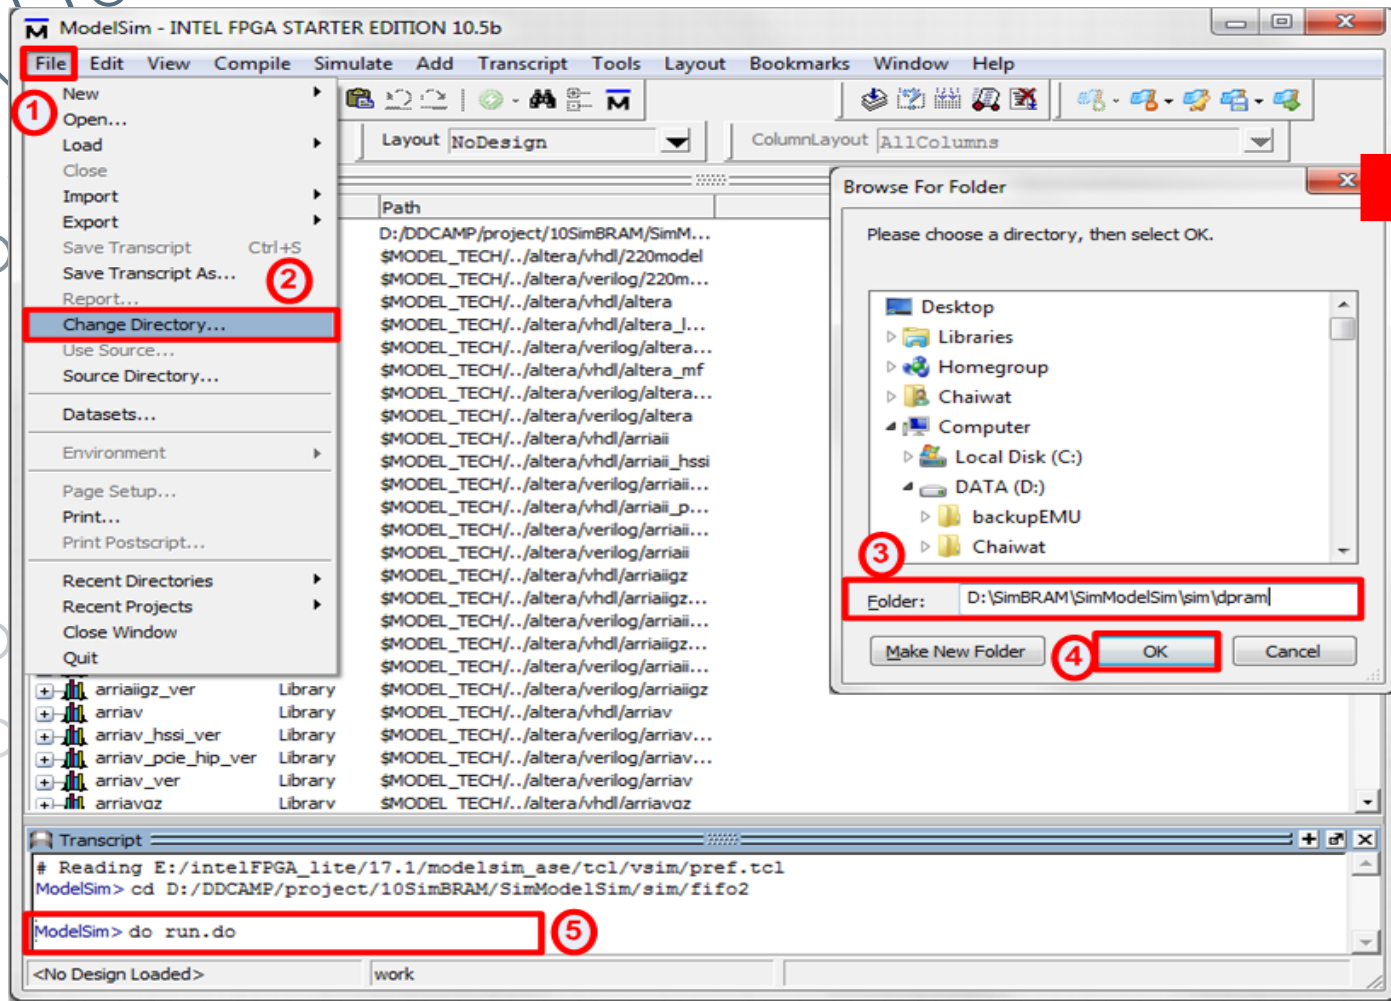 ModelSim - INTEL FPGA STARTER EDITION 10.5b
File Edit View Compile Simulate Add Transcript Tools Layout Bookmarks Window Help
1
New
Open...
Load
Close
Import
Export
Save Transcript Ctrl+S
Save Transcript As...
2
Report...
Change Directory...
Use Source...
Source Directory...
Datasets...
Environment
Page Setup...
Print...
Print Postscript...
Recent Directories
Recent Projects
Close Window
Quit
Layout NoDesign
ColumnLayout AllColumns
Path
D:/DDCAMP/project/10SimBRAM/SimM...
$MODEL_TECH/../altera/vhdl/220model
$MODEL_TECH/../altera/verilog/220m...
$MODEL_TECH/../altera/vhdl/altera
$MODEL_TECH/../altera/vhdl/altera_l...
$MODEL_TECH/../altera/verilog/altera...
$MODEL_TECH/../altera/vhdl/altera_mf
$MODEL_TECH/../altera/verilog/altera...
$MODEL_TECH/../altera/verilog/altera
$MODEL_TECH/../altera/vhdl/arriaii
$MODEL_TECH/../altera/vhdl/arriaii_hssi
$MODEL_TECH/../altera/verilog/arriaii...
$MODEL_TECH/../altera/vhdl/arriaii_p...
$MODEL_TECH/../altera/verilog/arriaii...
$MODEL_TECH/../altera/verilog/arriaii
$MODEL_TECH/../altera/vhdl/arriaiigz
$MODEL_TECH/../altera/vhdl/arriaiigz...
$MODEL_TECH/../altera/verilog/arriaii...
$MODEL_TECH/../altera/vhdl/arriaiigz...
$MODEL_TECH/../altera/verilog/arriaii...
arriaiigz_ver Library $MODEL_TECH/../altera/verilog/arriaiigz
arriav Library $MODEL_TECH/../altera/vhdl/arriav
arriav_hssi_ver Library $MODEL_TECH/../altera/verilog/arriav...
arriav_pcie_hip_ver Library $MODEL_TECH/../altera/verilog/arriav...
arriav_ver Library $MODEL_TECH/../altera/verilog/arriav
arriavgz Library $MODEL_TECH/../altera/vhdl/arriavgz
Browse For Folder
Please choose a directory, then select OK.
Desktop
Libraries
Homegroup
Chaiwat
Computer
Local Disk (C:)
DATA (D:)
backupEMU
Chaiwat
3
Folder: D:\SimBRAM\SimModelSim\sim\dpram
Make New Folder 4 OK Cancel
Transcript
# Reading E:/intelFPGA_lite/17.1/modelsim_ase/tcl/vsim/pref.tcl
ModelSim> cd D:/DDCAMP/project/10SimBRAM/SimModelSim/sim/fifo2
ModelSim> do run.do
5
<No Design Loaded> work